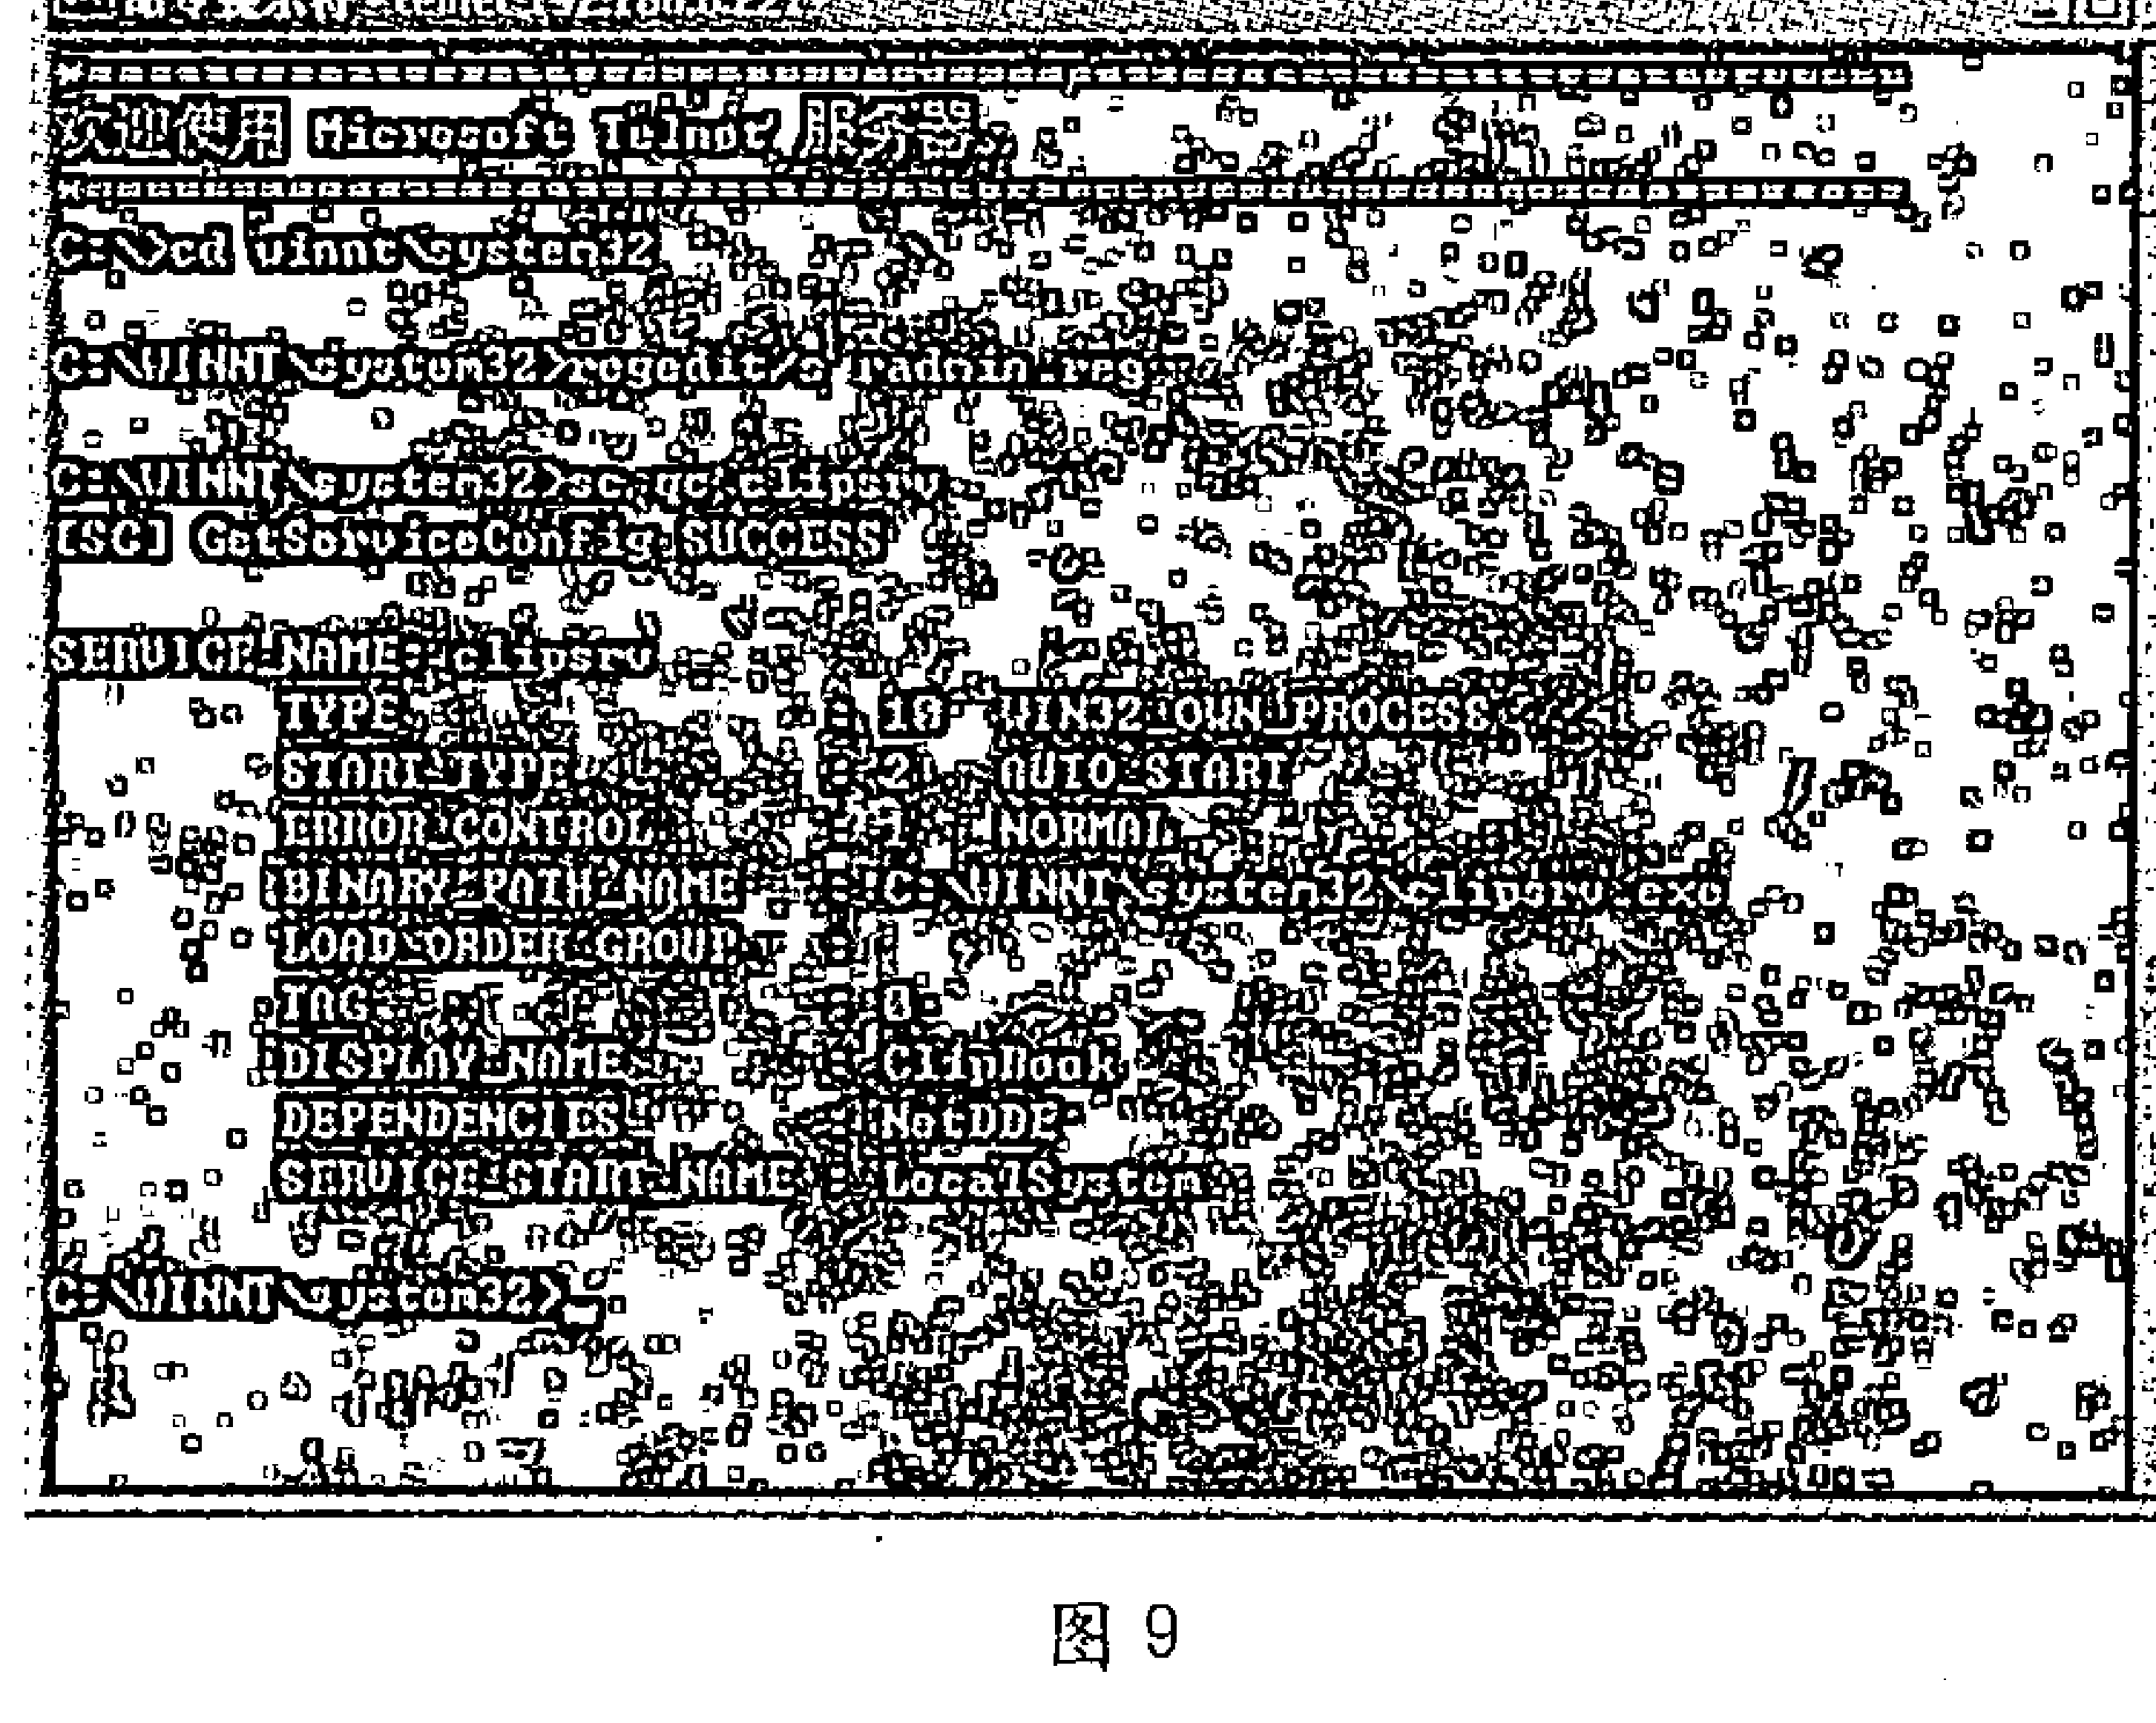 *===============================================================
欢迎使用 Microsoft Telnet 服务器。
*===============================================================
C:\>cd winnt\system32
C:\WINNT\system32>regedit/s radmin.reg
C:\WINNT\system32>sc qc clipsrv
[SC] GetServiceConfig SUCCESS
SERVICE_NAME: clipsrv
TYPE : 10 WIN32_OWN_PROCESS
START_TYPE : 2 AUTO_START
ERROR_CONTROL : 1 NORMAL
BINARY_PATH_NAME : C:\WINNT\system32\clipsrv.exe
LOAD_ORDER_GROUP :
TAG : 0
DISPLAY_NAME : ClipBook
DEPENDENCIES : NetDDE
SERVICE_START_NAME : LocalSystem
C:\WINNT\system32>_
图 9